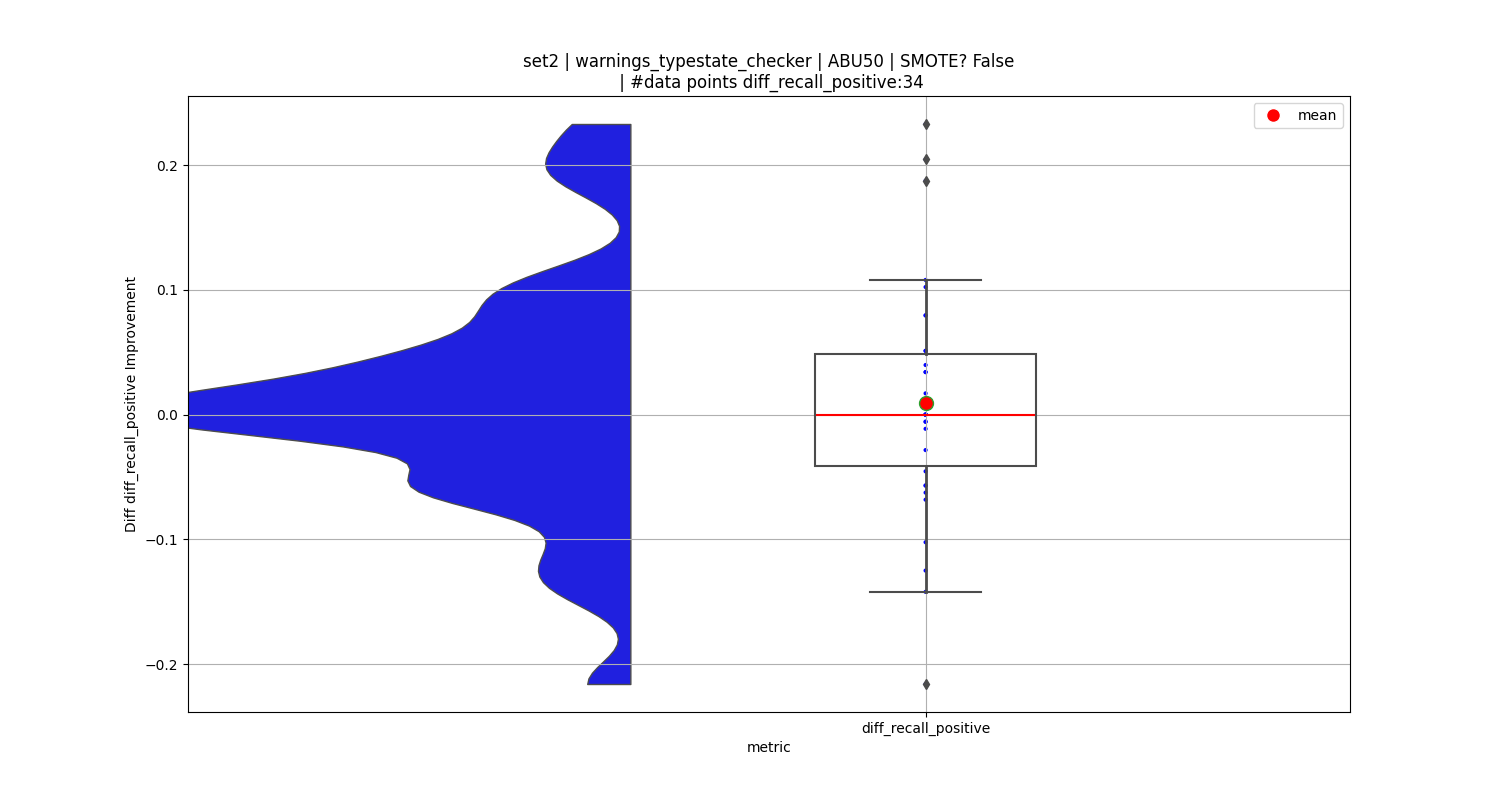 set2 | warnings_typestate_checker | ABU50 | SMOTE? False
| #data points diff_recall_positive:34
mean
0.2
0.1
0.0
−0.1
−0.2
Diff diff_recall_positive Improvement
diff_recall_positive
metric